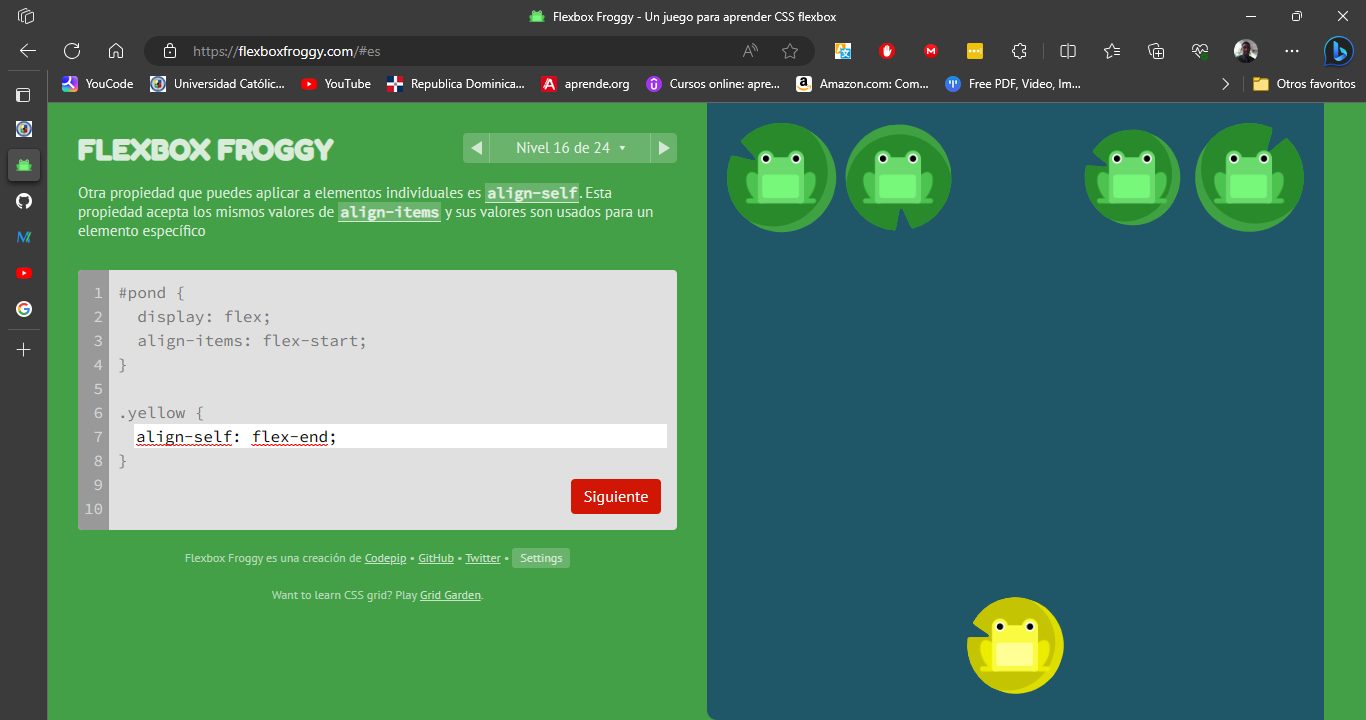 Flexbox Froggy - Un juego para aprender CSS flexbox
https://flexboxfroggy.com/#es
YouCode
Universidad Católic...
YouTube
Republica Dominica...
aprende.org
Cursos online: apre...
Amazon.com: Com...
Free PDF, Video, Im...
Otros favoritos
FLEXBOX FROGGY
Nivel 16 de 24
Otra propiedad que puedes aplicar a elementos individuales es align-self. Esta
propiedad acepta los mismos valores de align-items y sus valores son usados para un
elemento específico
1 #pond {
2 display: flex;
3 align-items: flex-start;
4 }
5
6 .yellow {
7 align-self: flex-end;
8 }
9
10
Siguiente
Flexbox Froggy es una creación de Codepip • GitHub • Twitter • Settings
Want to learn CSS grid? Play Grid Garden.